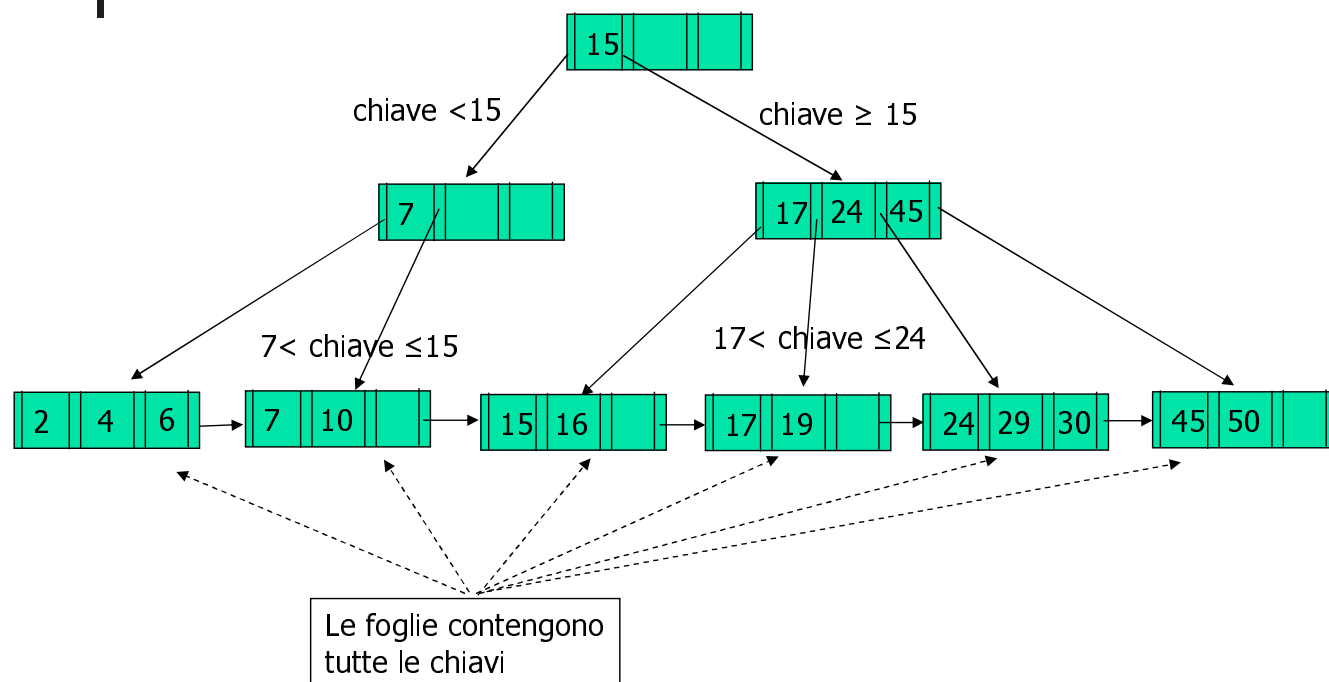 15
chiave <15
chiave ≥ 15
7
17 24 45
7< chiave ≤15
17< chiave ≤24
2 4 6
7 10
15 16
17 19
24 29 30
45 50
Le foglie contengono
tutte le chiavi